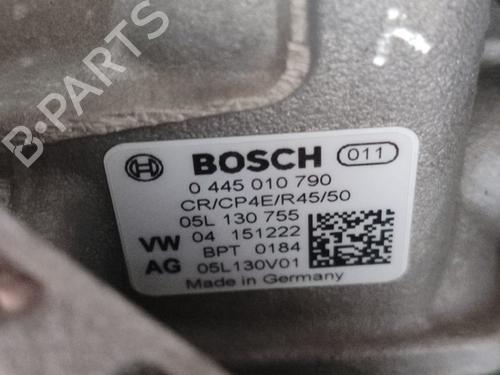 B·PARTS
BOSCH 011
0 445 010 790
CR/CP4E/R45/50
05L 130 755
VW 04 151222
BPT 0184
AG 05L130V01
Made in Germany